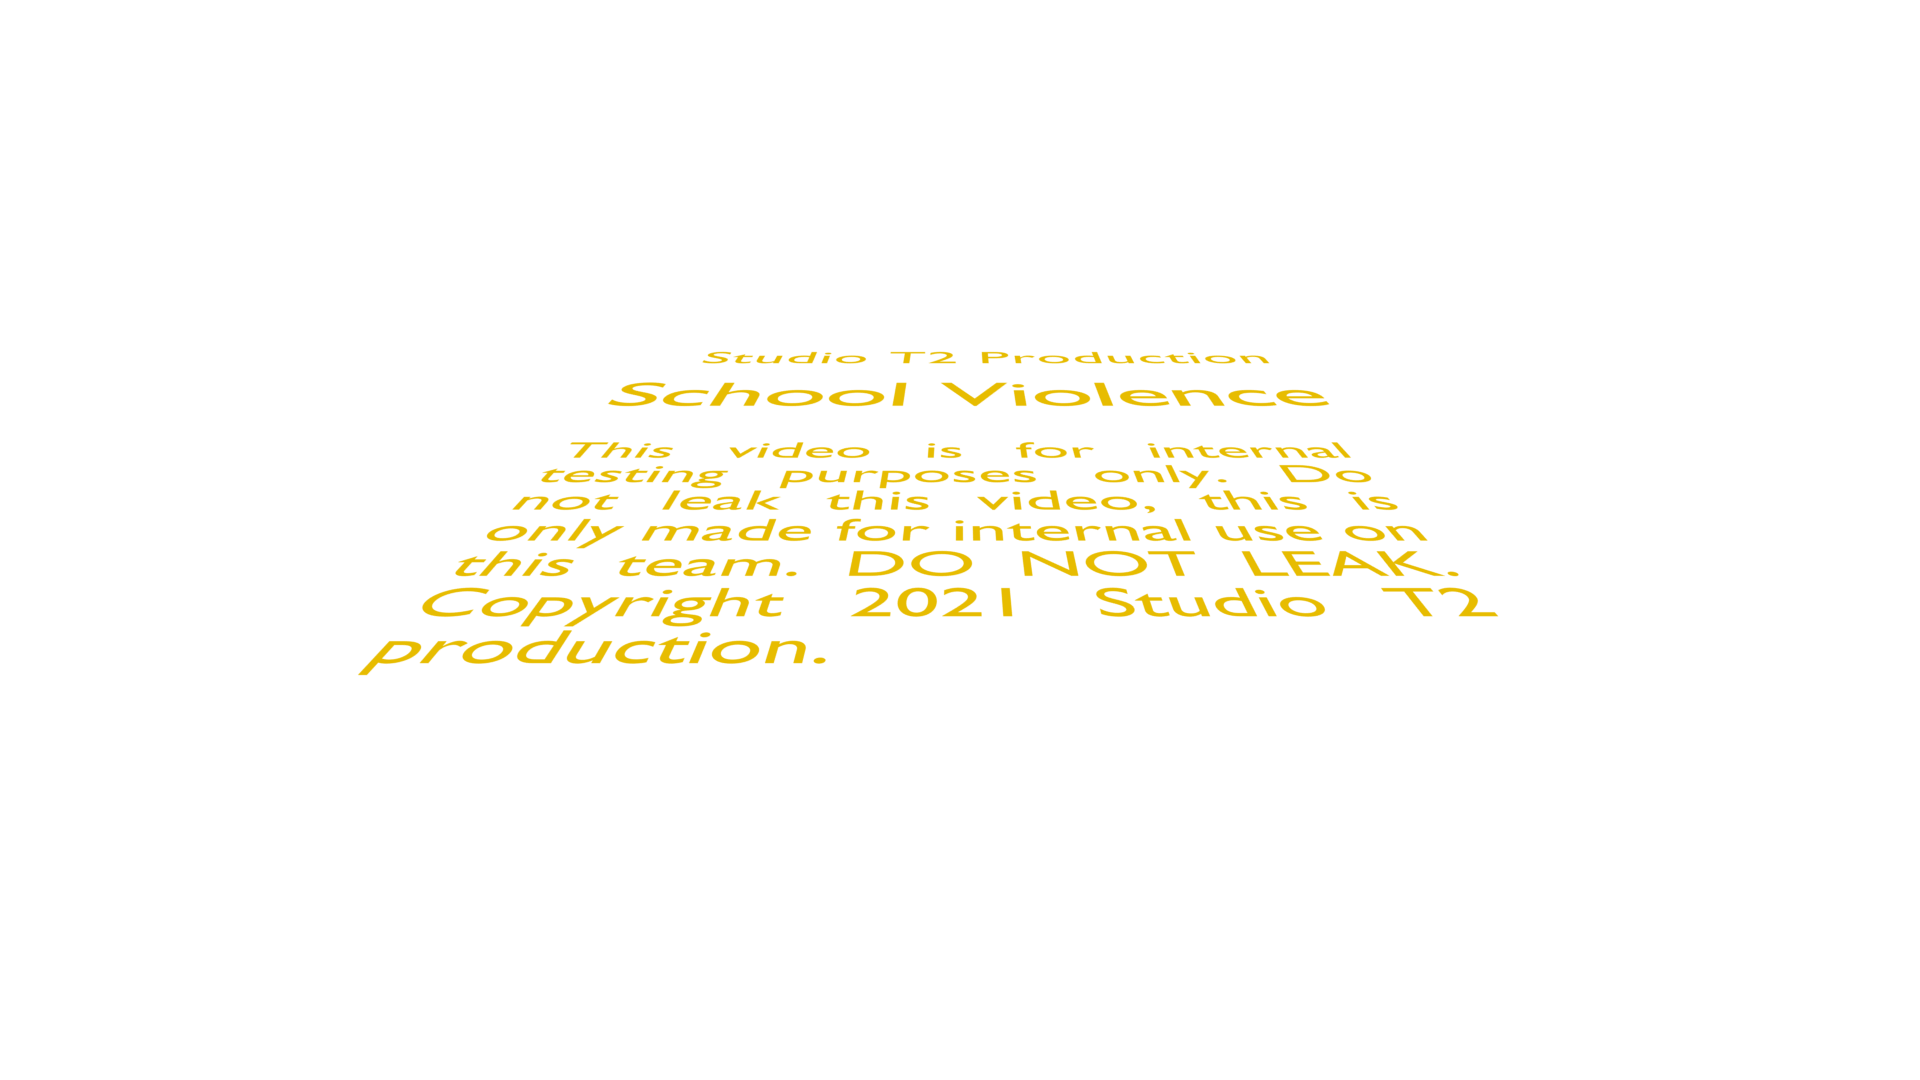 Studio T2 Production
School Violence
This video is for internal
testing purposes only. Do
not leak this video, this is
only made for internal use on
this team. DO NOT LEAK.
Copyright 2021 Studio T2
production.